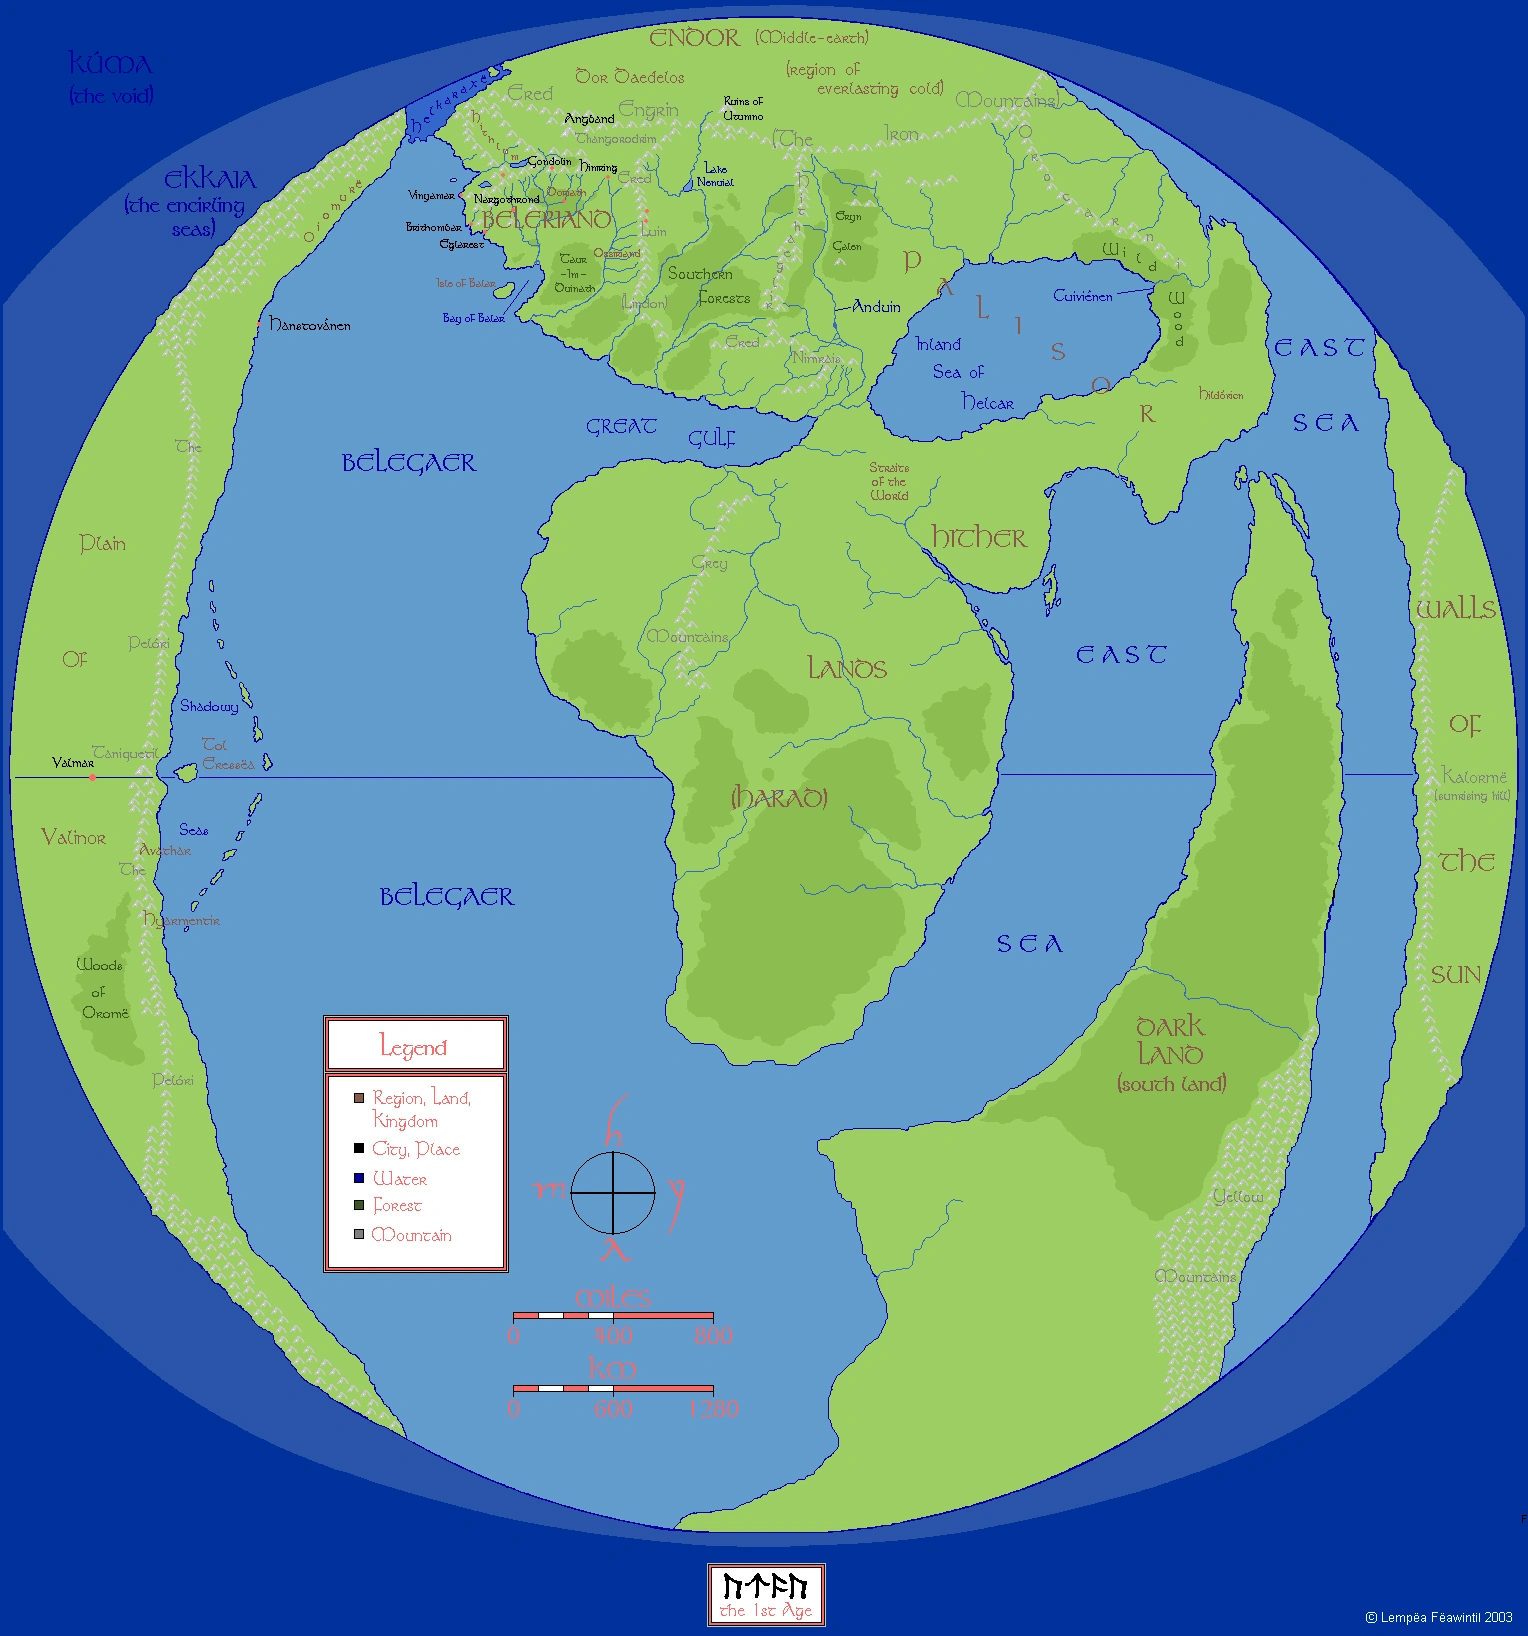 ENDOR (Middle-earth)
Dor Daedelos
(region of
everlasting cold)
KÚMA
(the void)
Helkaraxë
Ered
Engrin
(The
Iron
Mountains)
Ruins of
Utumno
Angband
Thangorodrim
Hithlum
Orocarni
EKKAIA
(the encirling
seas)
Oiomurë
Gondolin
Himring
Ered
Luin
Lake
Nenuial
Hithaeglir
Vinyamar
Nargothrond
Doriath
BELERIAND
Brithombar
Eglarest
Ossiriand
Taur
-Im-
Duinath
Isle of Balar
Bay of Balar
(Lindon)
Southern
Forests
Eryn
Galen
Anduin
PALISOR
Wild
Wood
Cuiviénen
Inland
Sea of
Helcar
Hildórien
Ered
Nimrais
EAST
SEA
Hanstovánen
GREAT
GULF
BELEGAER
The
Straits
of the
World
HITHER
Plain
Grey
Mountains
LANDS
WALLS
Of
Pelóri
EAST
Shadowy
Tol
Eressëa
Taniquetil
Valmar
OF
Kalormë
(sunrising hill)
(HARAD)
Valinor
Seas
Avathar
The
THE
BELEGAER
Hyarmentir
SEA
Woods
of
Oromë
SUN
DARK
LAND
(south land)
Pelóri
Yellow
Mountains
Legend
Region, Land,
Kingdom
City, Place
Water
Forest
Mountain
miles
0 400 800
km
0 600 1280
ᚢᛏᚨᚢ
the 1st Age
F
© Lempëa Fëawintil 2003